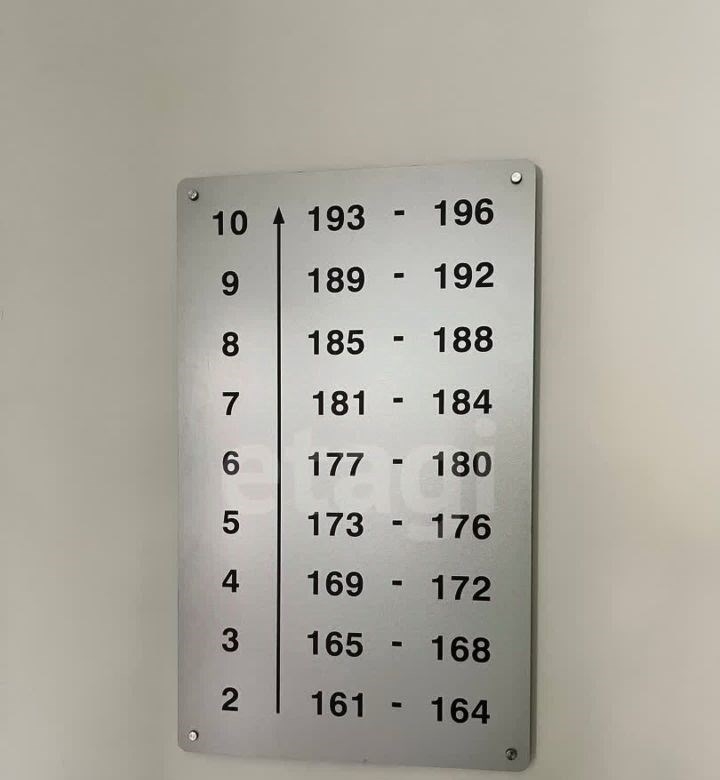 10 193 - 196
9 189 - 192
8 185 - 188
7 181 - 184
6 177 - 180
etagi
5 173 - 176
4 169 - 172
3 165 - 168
2 161 - 164